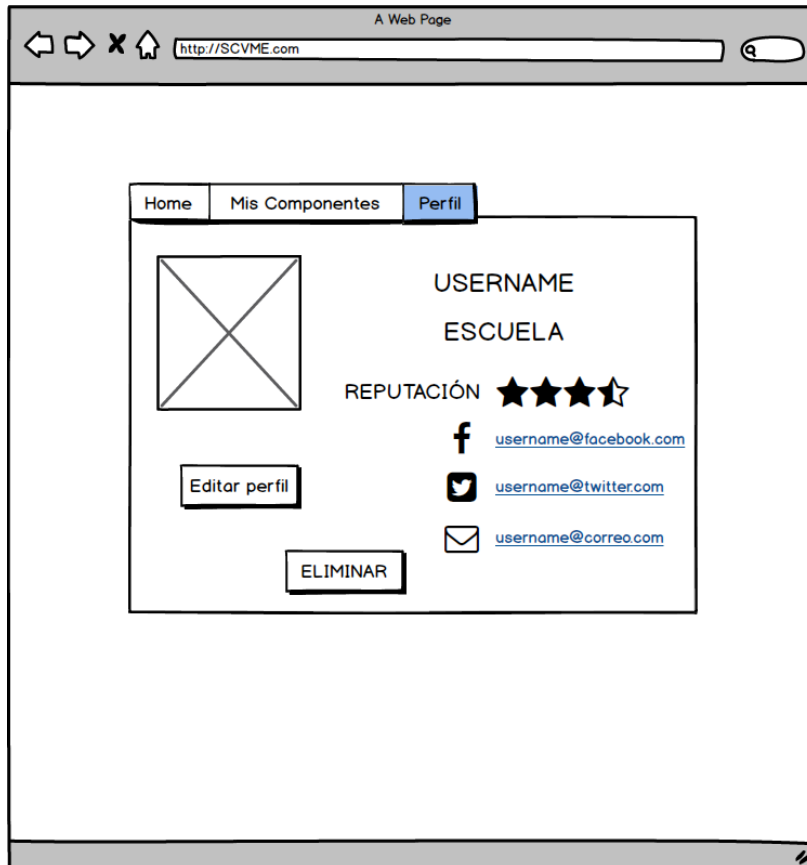 A Web Page
http://SCVME.com
Home Mis Componentes Perfil
USERNAME
ESCUELA
REPUTACIÓN
username@facebook.com
Editar perfil username@twitter.com
username@correo.com
ELIMINAR